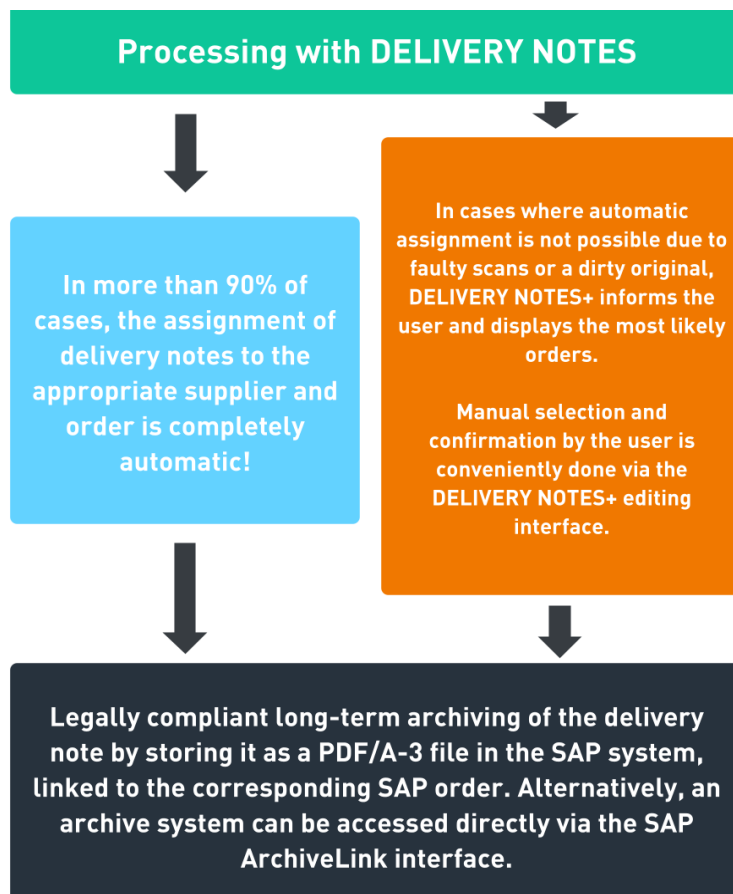 Processing with DELIVERY NOTES
In more than 90% of
cases, the assignment of
delivery notes to the
appropriate supplier and
order is completely
automatic!
In cases where automatic
assignment is not possible due to
faulty scans or a dirty original,
DELIVERY NOTES+ informs the
user and displays the most likely
orders.
Manual selection and
confirmation by the user is
conveniently done via the
DELIVERY NOTES+ editing
interface.
Legally compliant long-term archiving of the delivery
note by storing it as a PDF/A-3 file in the SAP system,
linked to the corresponding SAP order. Alternatively, an
archive system can be accessed directly via the SAP
ArchiveLink interface.